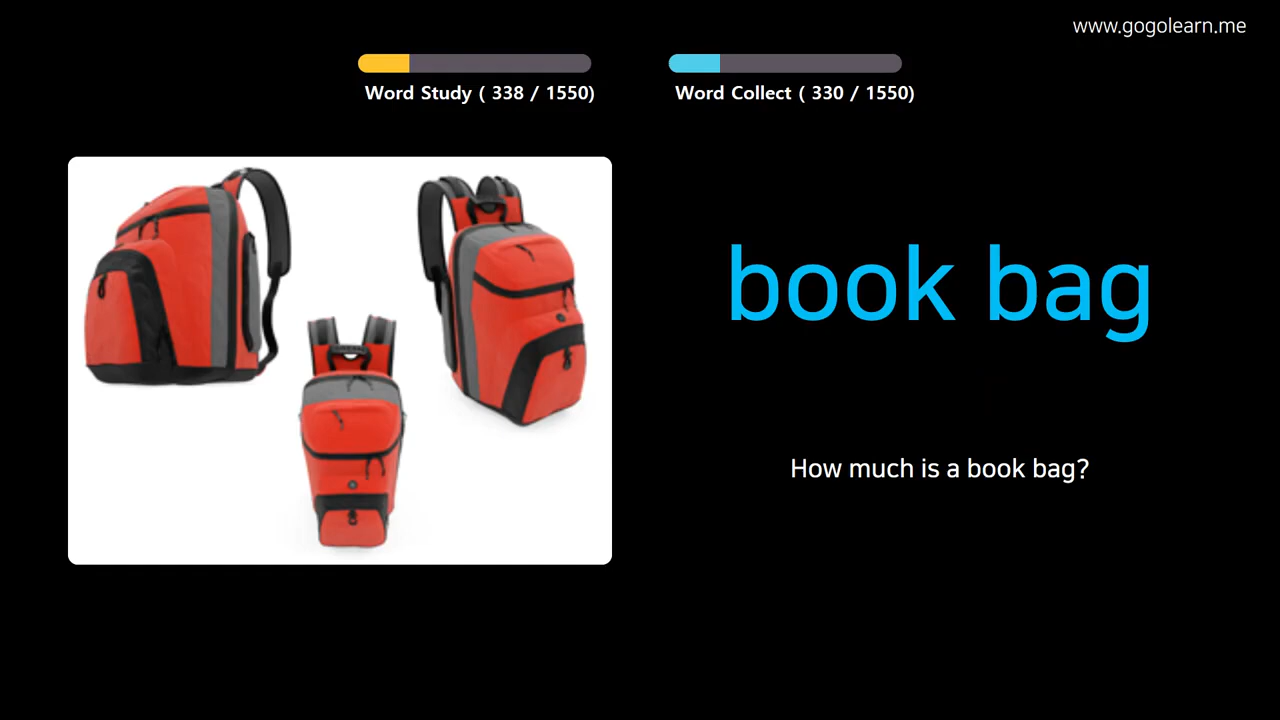 www.gogolearn.me
Word Study ( 338 / 1550)
Word Collect ( 330 / 1550)
book bag
How much is a book bag?